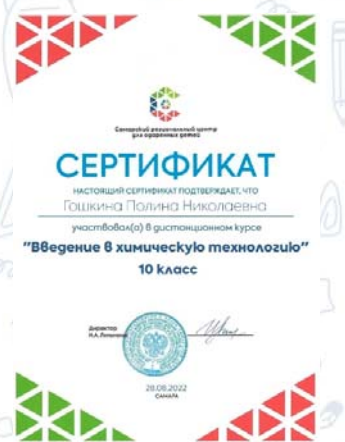 Самарский региональный центр
для одаренных детей
СЕРТИФИКАТ
НАСТОЯЩИЙ СЕРТИФИКАТ ПОДТВЕРЖДАЕТ, ЧТО
Гошкина Полина Николаевна
участвовал(а) в дистанционном курсе
"Введение в химическую технологию"
10 класс
Директор
Н.А.
28.08.2022
САМАРА